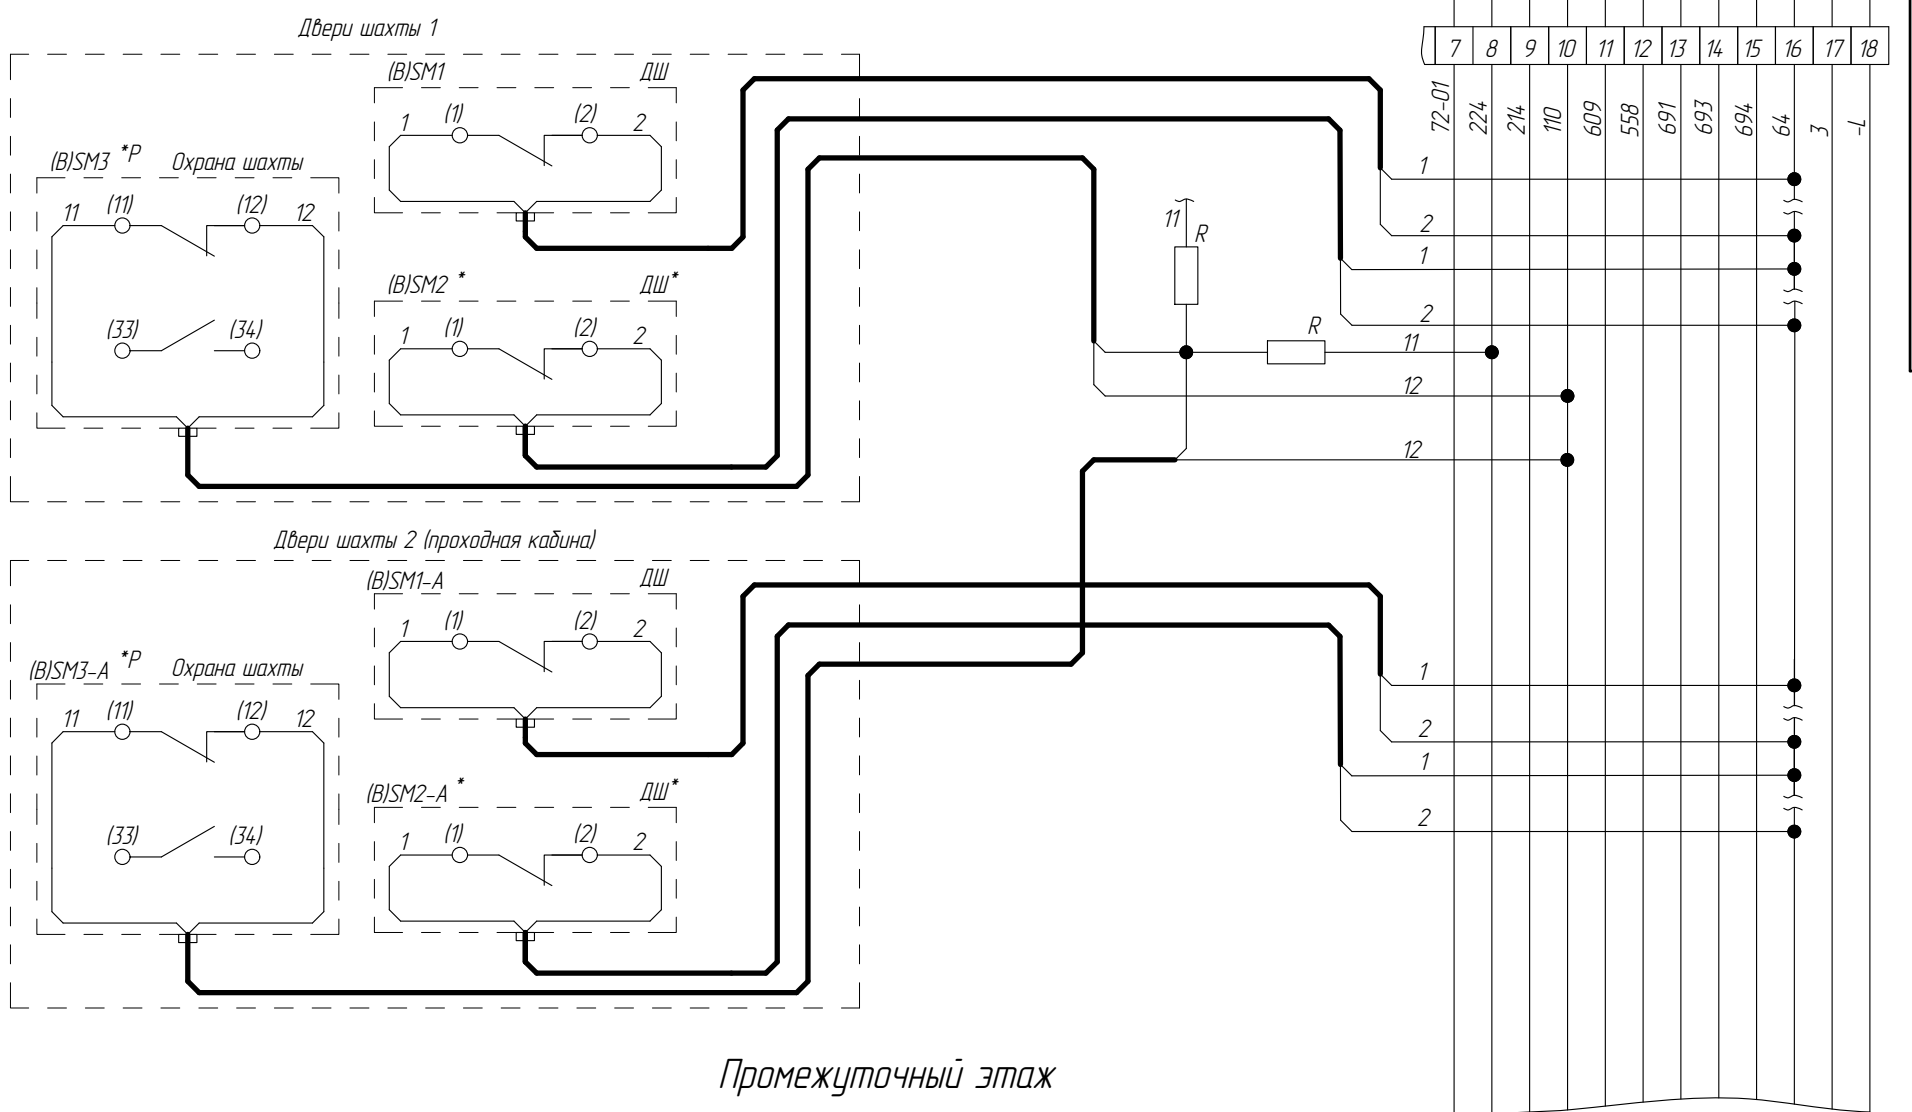 Двери шахты 1
7 8 9 10 11 12 13 14 15 16 17 18
72-01 224 214 110 609 558 691 693 694 64 3 -L
(В)SM1 ДШ
1 (1) (2) 2
(В)SM3 *Р Охрана шахты
11 (11) (12) 12
(33) (34)
(В)SM2 * ДШ*
1 (1) (2) 2
1
2
1
2
11 R
R 11
12
12
Двери шахты 2 (проходная кабина)
(В)SM1-А ДШ
1 (1) (2) 2
(В)SM3-А *Р Охрана шахты
11 (11) (12) 12
(33) (34)
(В)SM2-А * ДШ*
1 (1) (2) 2
1
2
1
2
Промежуточный этаж